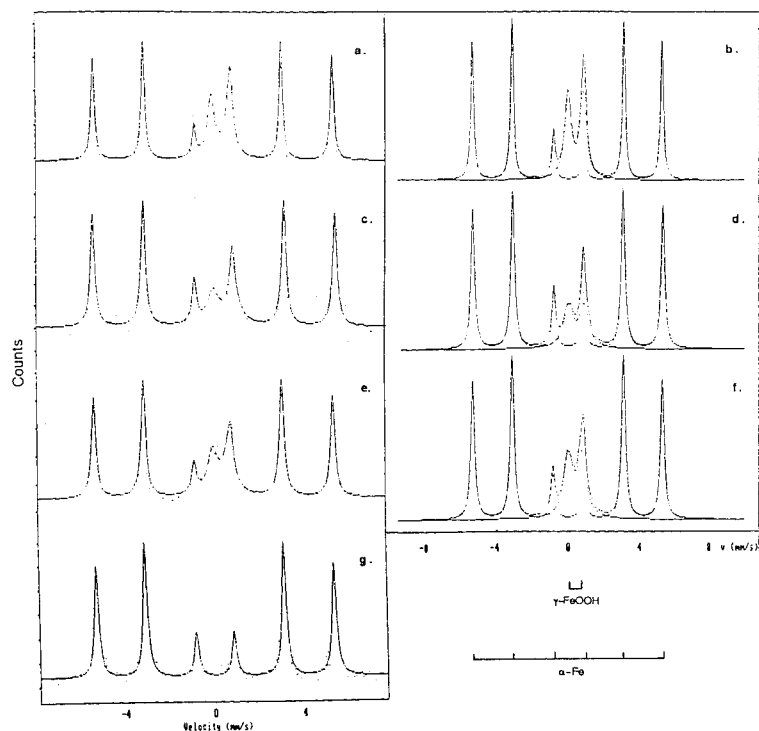 a.
b.
c.
d.
e.
f.
g.
Counts
-8 -4 0 4 8 v (mm/s)
γ-FeOOH
α-Fe
-4 0 4
Velocity (mm/s)